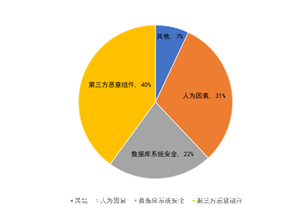 其他, 7%
人为因素, 31%
数据库系统安全, 22%
第三方恶意组件, 40%
其他 人为因素 数据库系统安全 第三方恶意组件